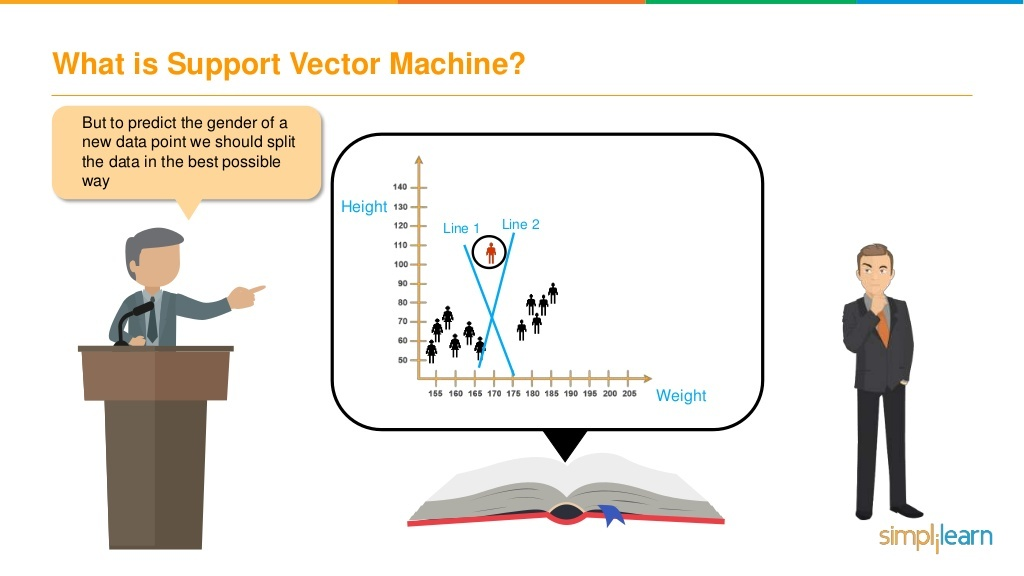 What is Support Vector Machine?
But to predict the gender of a
new data point we should split
the data in the best possible
way
Height
140
130
120
110
100
90
80
70
60
50
Line 1
Line 2
155 160 165 170 175 180 185 190 195 200 205
Weight
simplilearn